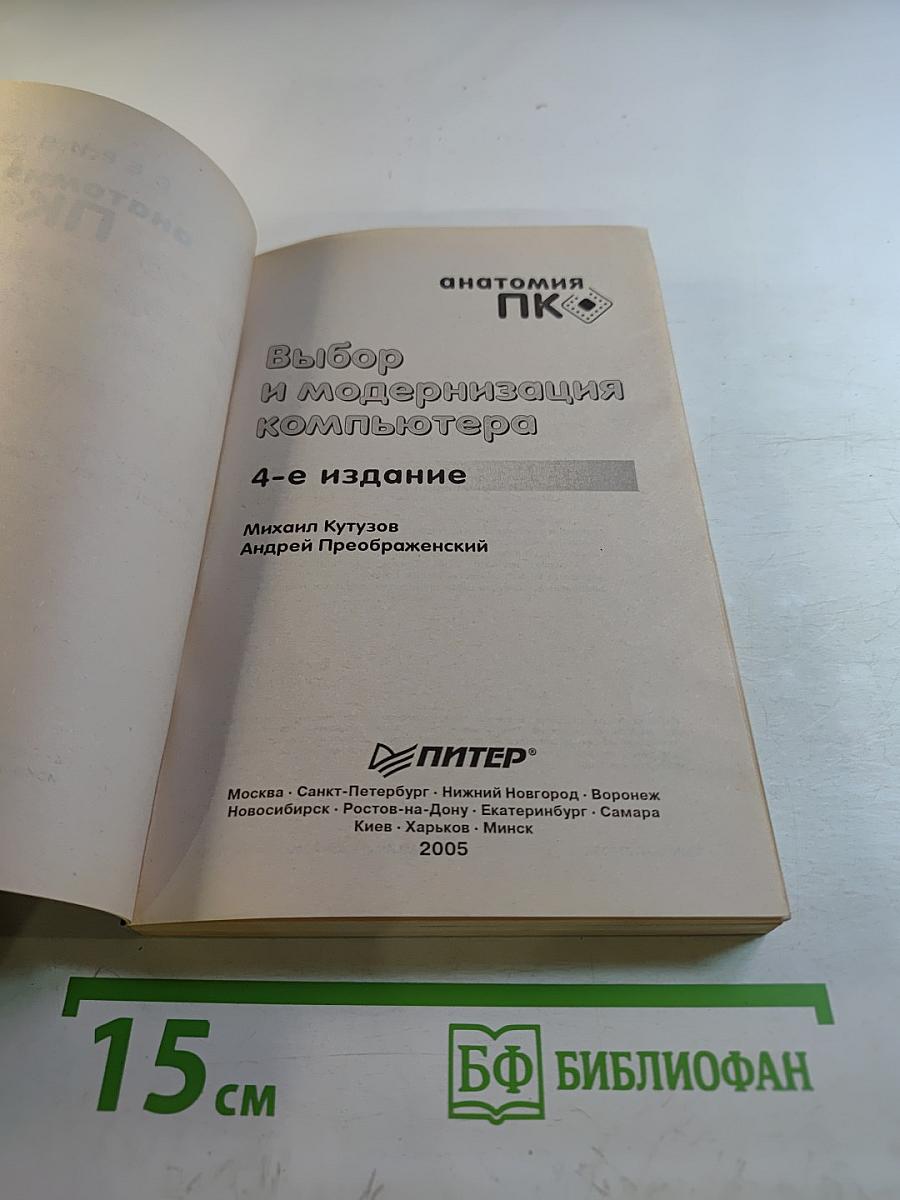 анатомия
ПК
Выбор
и модернизация
компьютера
4-е издание
Михаил Кутузов
Андрей Преображенский
ПИТЕР®
Москва · Санкт-Петербург · Нижний Новгород · Воронеж
Новосибирск · Ростов-на-Дону · Екатеринбург · Самара
Киев · Харьков · Минск
2005
15 см
БФ БИБЛИОФАН